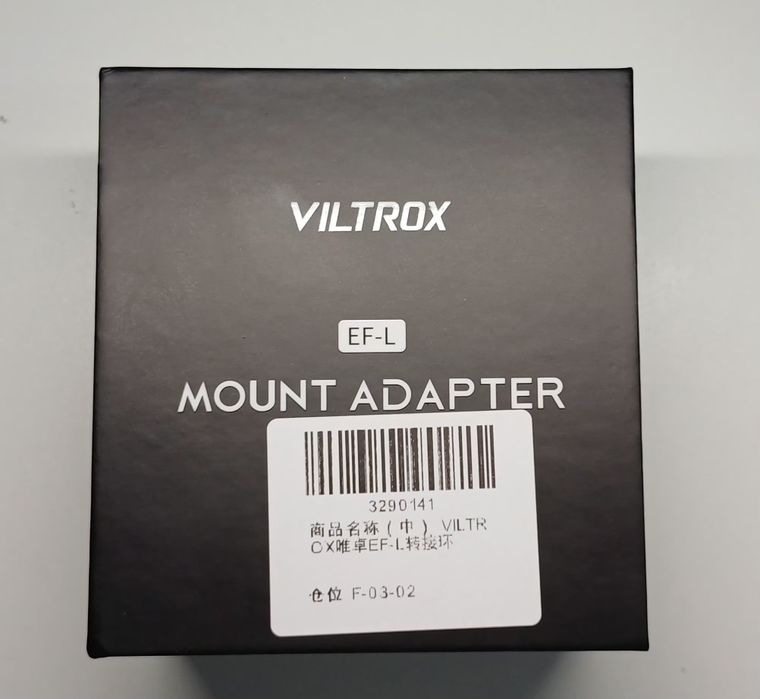 VILTROX
EF-L
MOUNT ADAPTER
3290141
商品名称(中) VILTR
OX唯卓EF-L转接环
仓位 F-03-02